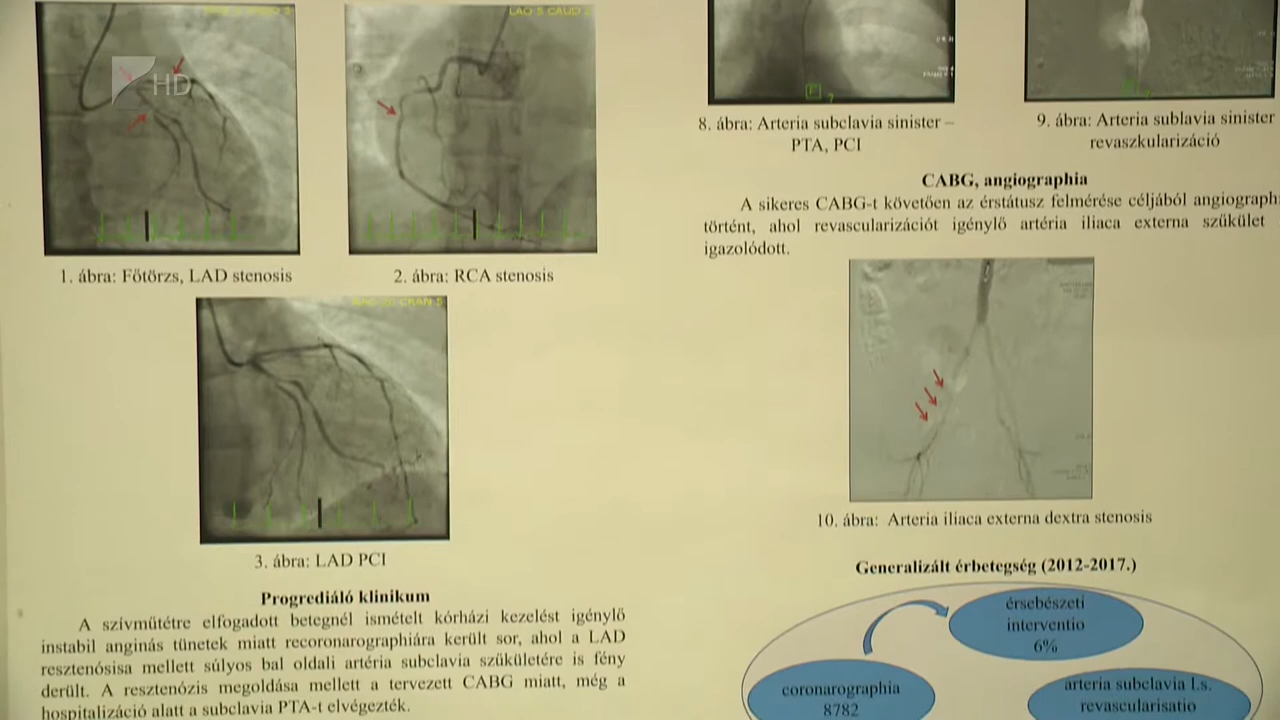 HD
LAO 5 CAUD
1. ábra: Főtörzs, LAD stenosis
2. ábra: RCA stenosis
CRAN 5
3. ábra: LAD PCI
Progrediáló klinikum
A szívműtétre elfogadott betegnél ismételt kórházi kezelést igénylő
instabil anginás tünetek miatt recoronarographiára került sor, ahol a LAD
resztenósisa mellett súlyos bal oldali artéria subclavia szűkületére is fény
derült. A resztenózis megoldása mellett a tervezett CABG miatt, még a
hospitalizáció alatt a subclavia PTA-t elvégezték.
8. ábra: Arteria subclavia sinister –
PTA, PCI
9. ábra: Arteria sublavia sinister
revaszkularizáció
CABG, angiographia
A sikeres CABG-t követően az érstátusz felmérése céljából angiograph
történt, ahol revascularizációt igénylő artéria iliaca externa szűkület
igazolódott.
10. ábra: Arteria iliaca externa dextra stenosis
Generalizált érbetegség (2012-2017.)
érsebészeti
interventio
6%
coronarographia
8782
arteria subclavia l.s.
revascularisatio